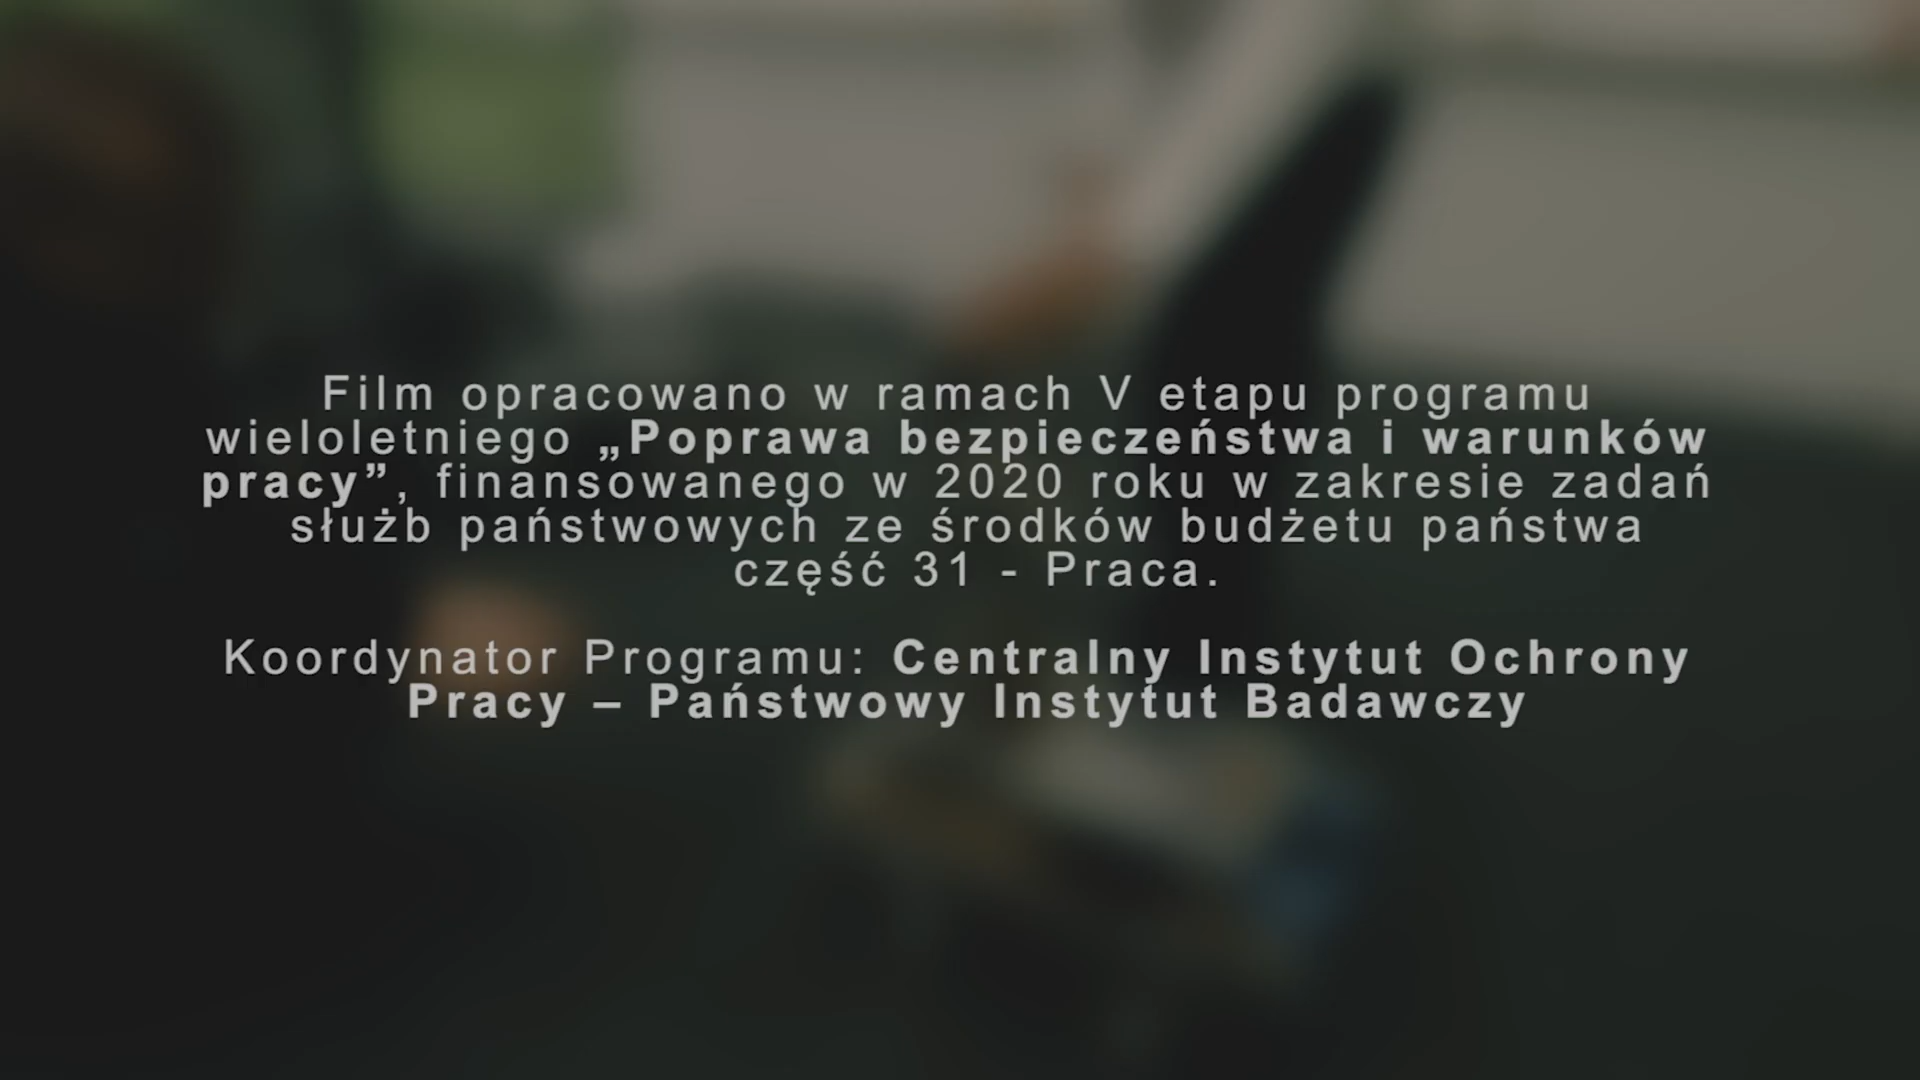 Film opracowano w ramach V etapu programu
wieloletniego „Poprawa bezpieczeństwa i warunków
pracy”, finansowanego w 2020 roku w zakresie zadań
służb państwowych ze środków budżetu państwa
część 31 - Praca.
Koordynator Programu: Centralny Instytut Ochrony
Pracy – Państwowy Instytut Badawczy